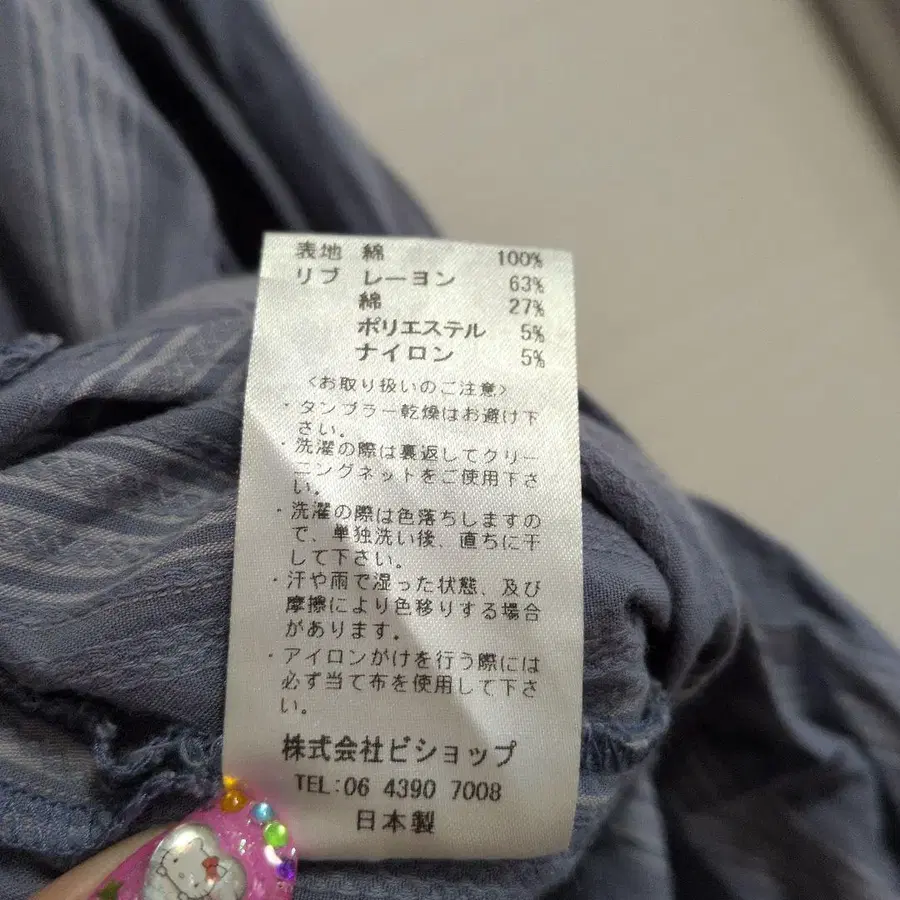 表地 綿 100%
リブ レーヨン 63%
綿 27%
ポリエステル 5%
ナイロン 5%
〈お取り扱いのご注意〉
・タンブラー乾燥はお避け下
さい。
・洗濯の際は裏返してクリー
ニングネットをご使用下さ
い。
・洗濯の際は色落ちしますの
で、単独洗い後、直ちに干
して下さい。
・汗や雨で湿った状態、及び
摩擦により色移りする場合
があります。
・アイロンがけを行う際には
必ず当て布を使用して下さ
い。
株式会社ビショップ
TEL:06 4390 7008
日本製